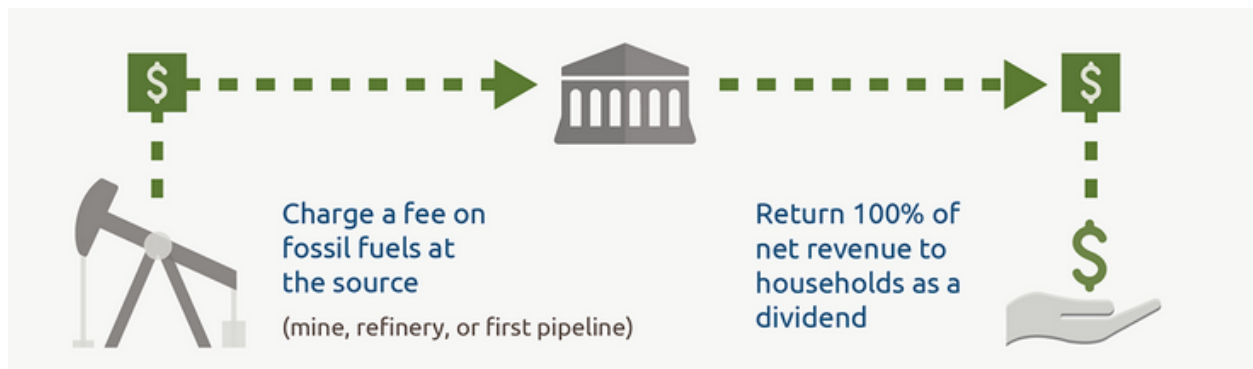 $
$
Charge a fee on
fossil fuels at
the source
(mine, refinery, or first pipeline)
Return 100% of
net revenue to
households as a
dividend
$